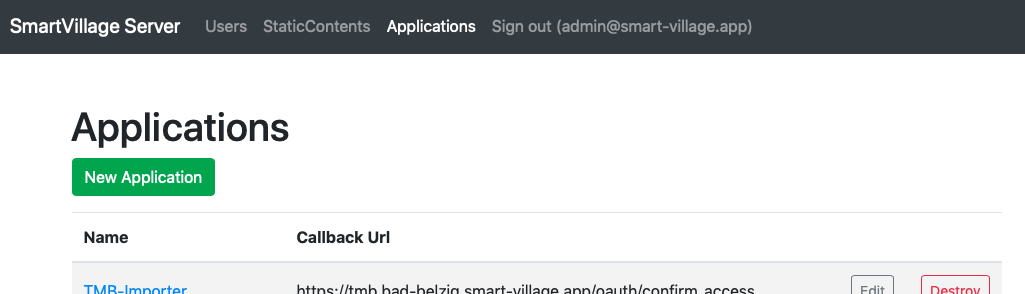 SmartVillage Server Users StaticContents Applications Sign out (admin@smart-village.app)
Applications
New Application
Name Callback Url
TMB-Importer https://tmb.bad-belzig.smart-village.app/oauth/confirm_access Edit Destroy